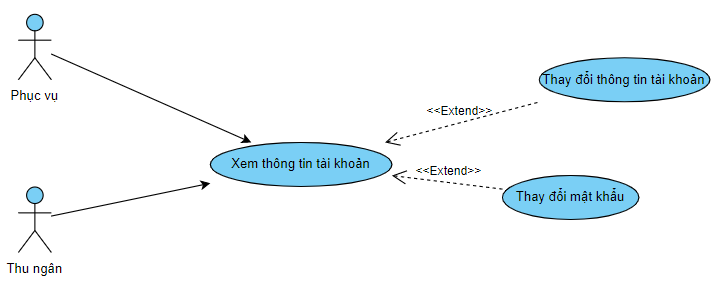 Phục vụ
Thu ngân
Xem thông tin tài khoản
<<Extend>>
<<Extend>>
Thay đổi thông tin tài khoản
Thay đổi mật khẩu